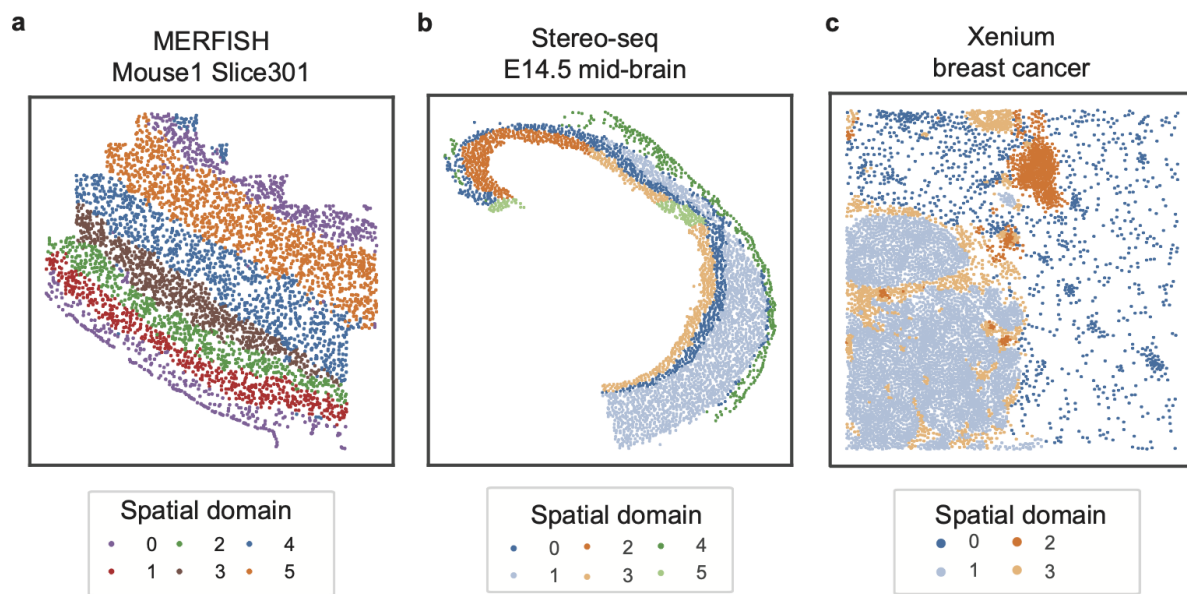 a
MERFISH
Mouse1 Slice301
b
Stereo-seq
E14.5 mid-brain
c
Xenium
breast cancer
Spatial domain
0 2 4
1 3 5
Spatial domain
0 2 4
1 3 5
Spatial domain
0 2
1 3